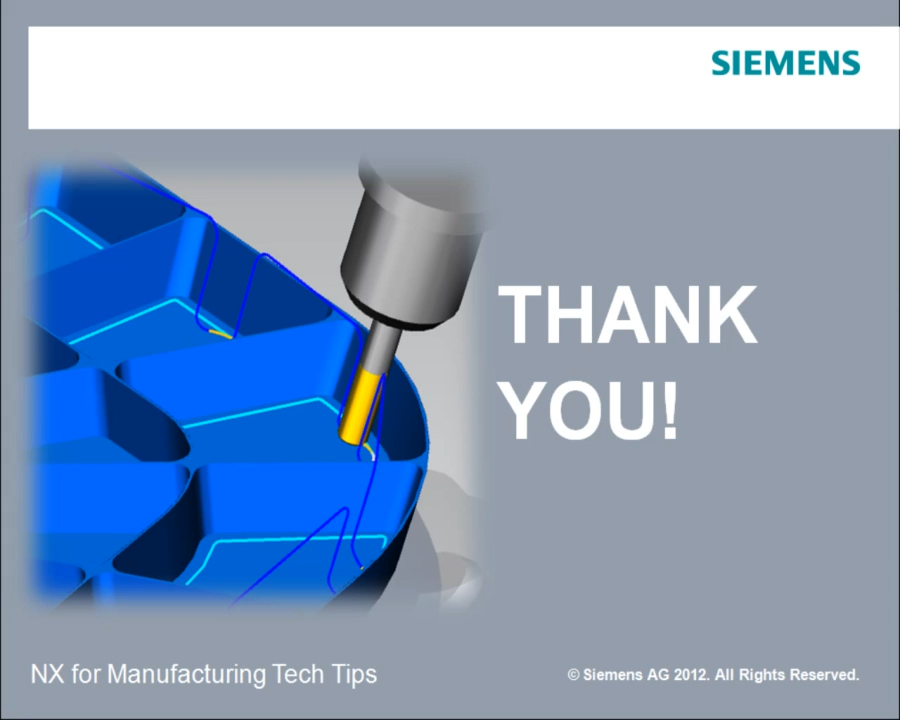 SIEMENS
THANK
YOU!
NX for Manufacturing Tech Tips
© Siemens AG 2012. All Rights Reserved.